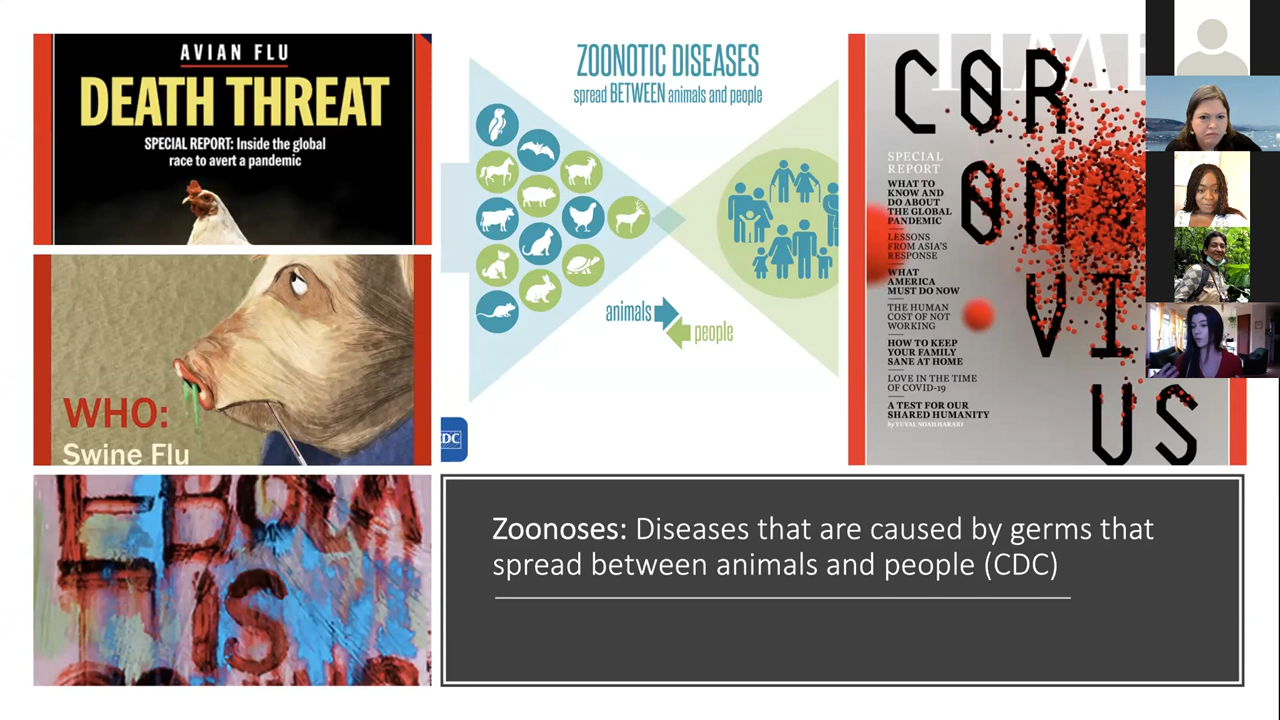 AVIAN FLU
DEATH THREAT
SPECIAL REPORT: Inside the global
race to avert a pandemic
WHO:
Swine Flu
EBOLA
IS
ZOONOTIC DISEASES
spread BETWEEN animals and people
animals
people
CDC
TIME
CORONVIUS
SPECIAL
REPORT
WHAT TO
KNOW AND
DO ABOUT
THE GLOBAL
PANDEMIC
LESSONS
FROM ASIA'S
RESPONSE
WHAT
AMERICA
MUST DO NOW
THE HUMAN
COST OF NOT
WORKING
HOW TO KEEP
YOUR FAMILY
SANE AT HOME
LOVE IN THE TIME
OF COVID-19
A TEST FOR OUR
SHARED HUMANITY
by YUVAL NOAH HARARI
Zoonoses: Diseases that are caused by germs that
spread between animals and people (CDC)